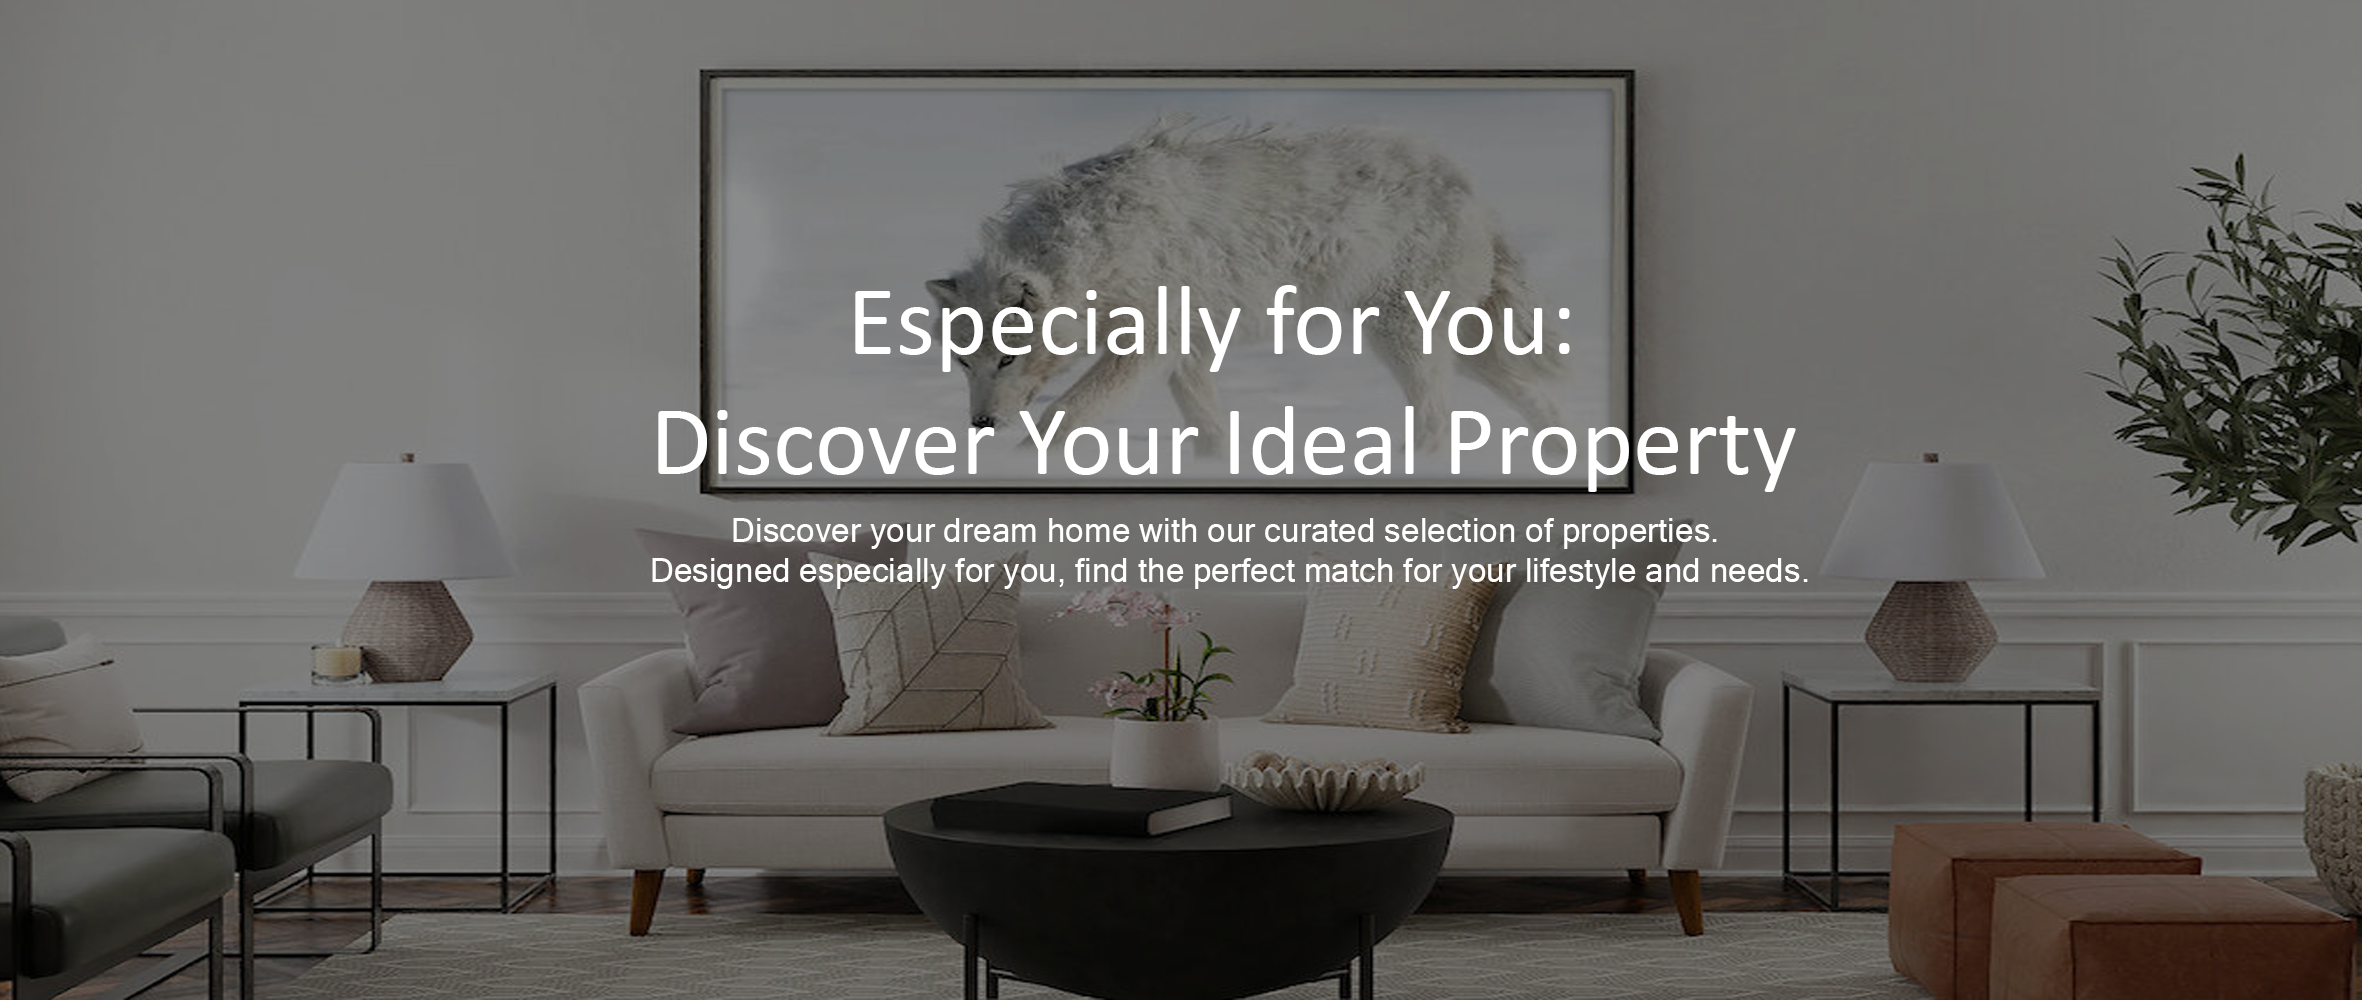 Especially for You:
Discover Your Ideal Property
Discover your dream home with our curated selection of properties.
Designed especially for you, find the perfect match for your lifestyle and needs.